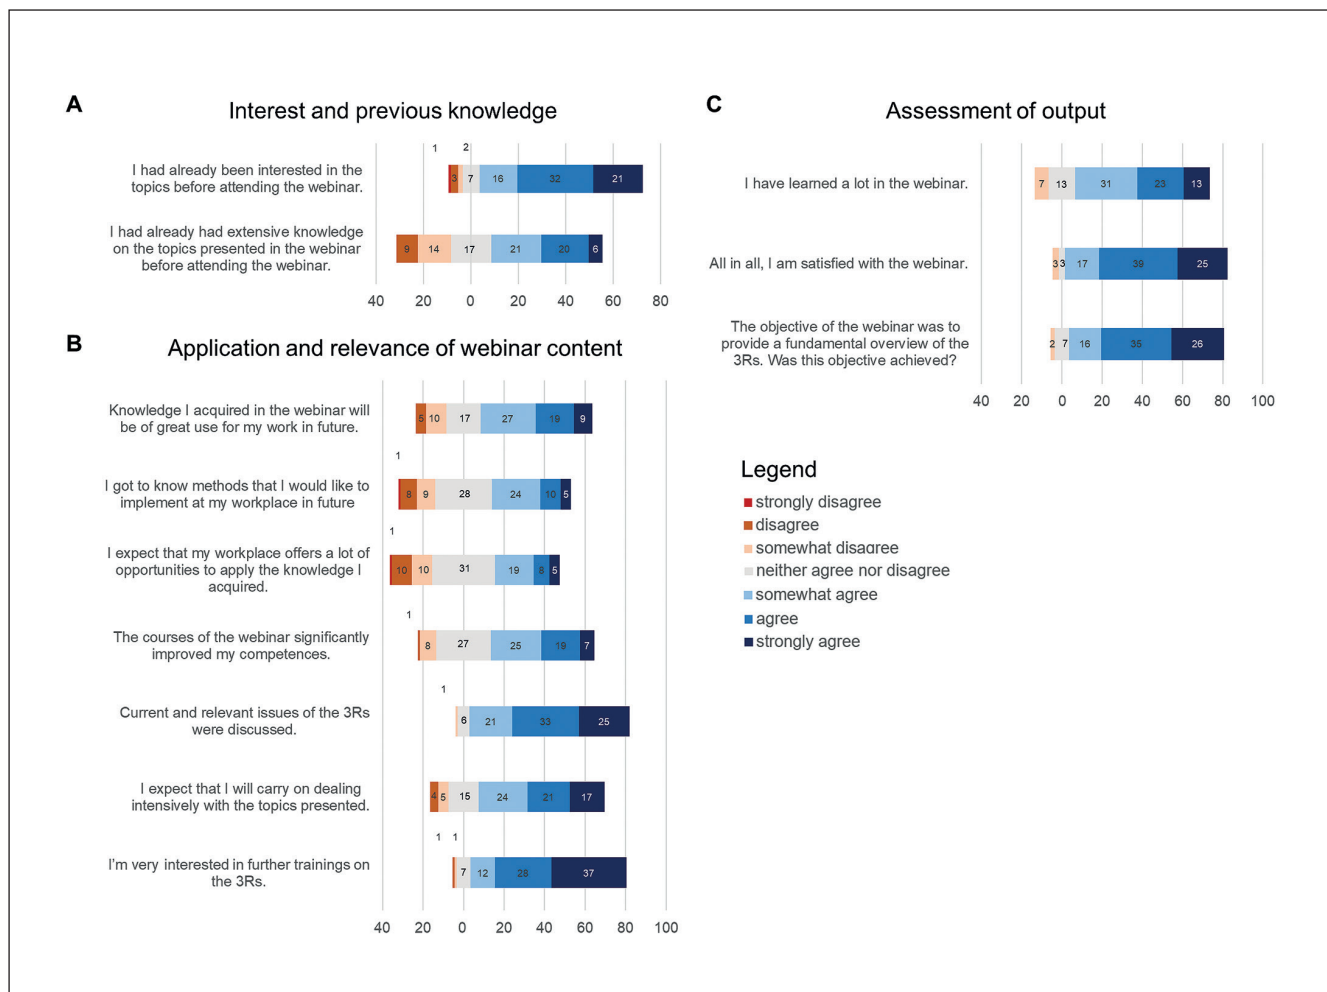 A
Interest and previous knowledge
1 2
I had already been interested in the
topics before attending the webinar.
3 7 16 32 21
I had already had extensive knowledge
on the topics presented in the webinar
before attending the webinar.
9 14 17 21 20 6
40 20 0 20 40 60 80
B
Application and relevance of webinar content
Knowledge I acquired in the webinar will
be of great use for my work in future.
5 10 17 27 19 9
1
I got to know methods that I would like to
implement at my workplace in future
8 9 28 24 10 5
1
I expect that my workplace offers a lot of
opportunities to apply the knowledge I
acquired.
10 10 31 19 8 5
1
The courses of the webinar significantly
improved my competences.
8 27 25 19 7
1
Current and relevant issues of the 3Rs
were discussed.
6 21 33 25
I expect that I will carry on dealing
intensively with the topics presented.
4 5 15 24 21 17
1 1
I'm very interested in further trainings on
the 3Rs.
7 12 28 37
40 20 0 20 40 60 80 100
C
Assessment of output
I have learned a lot in the webinar.
7 13 31 23 13
All in all, I am satisfied with the webinar.
3 3 17 39 25
The objective of the webinar was to
provide a fundamental overview of the
3Rs. Was this objective achieved?
2 7 16 35 26
40 20 0 20 40 60 80 100
Legend
strongly disagree
disagree
somewhat disagree
neither agree nor disagree
somewhat agree
agree
strongly agree